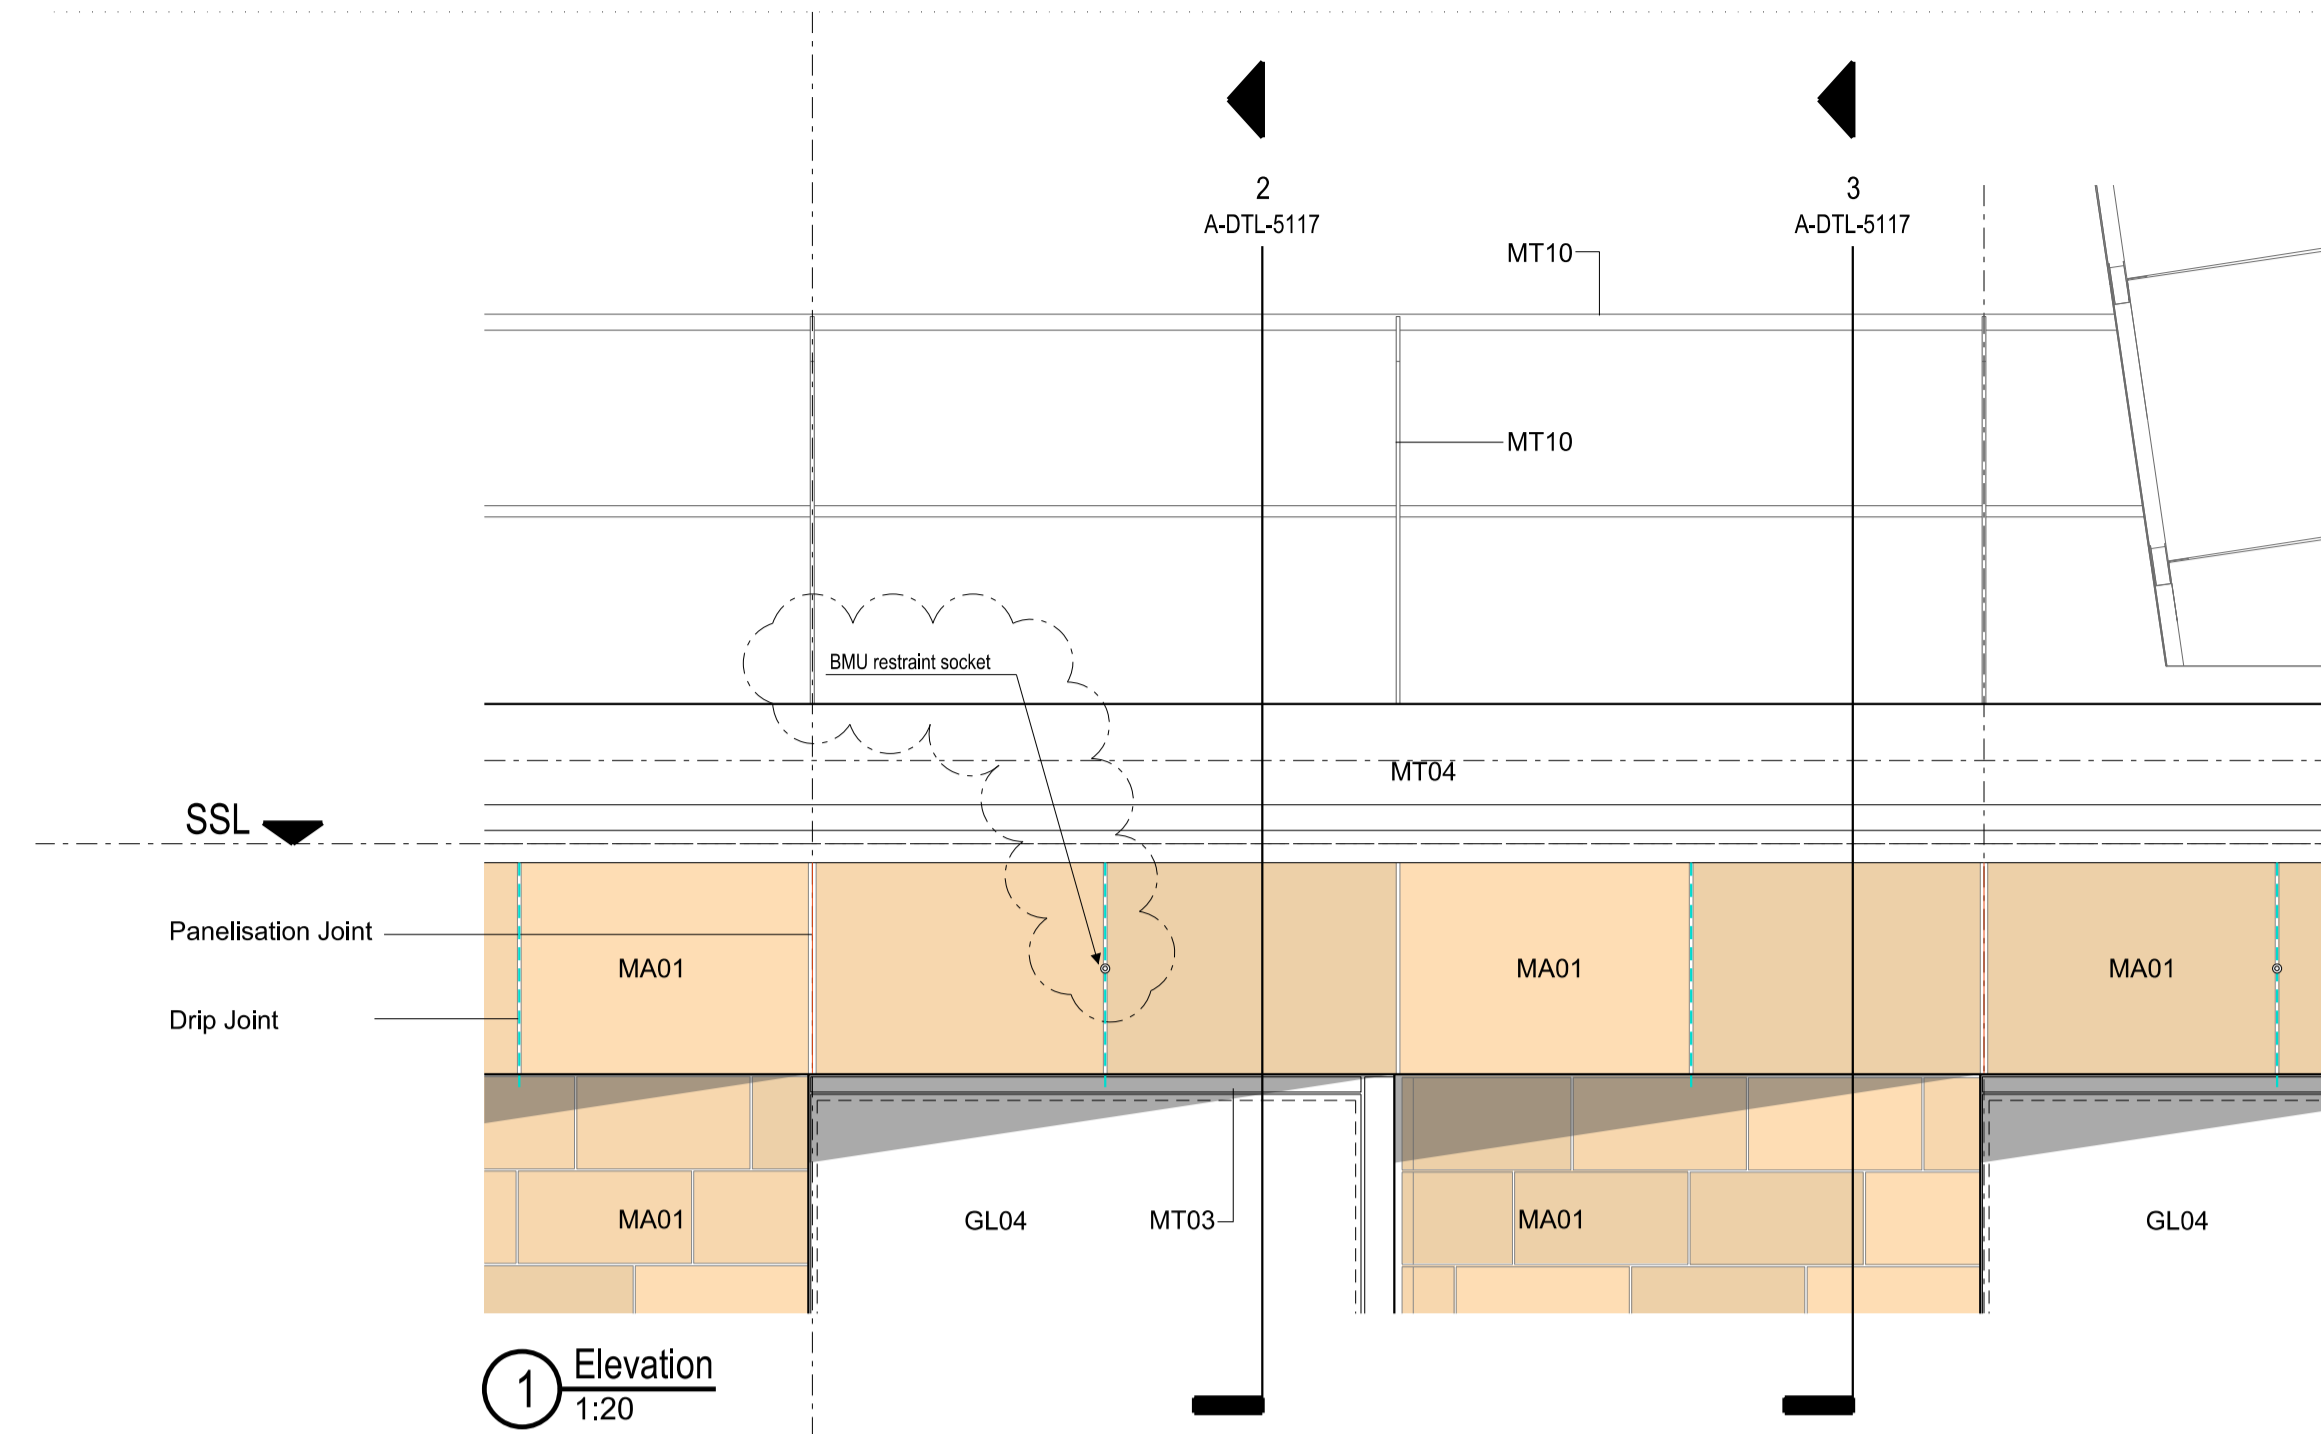 2
A-DTL-5117
3
A-DTL-5117
MT10
MT10
BMU restraint socket
MT04
SSL
Panelisation Joint
MA01
MA01
MA01
Drip Joint
MA01
GL04
MT03
MA01
GL04
1
Elevation
1:20